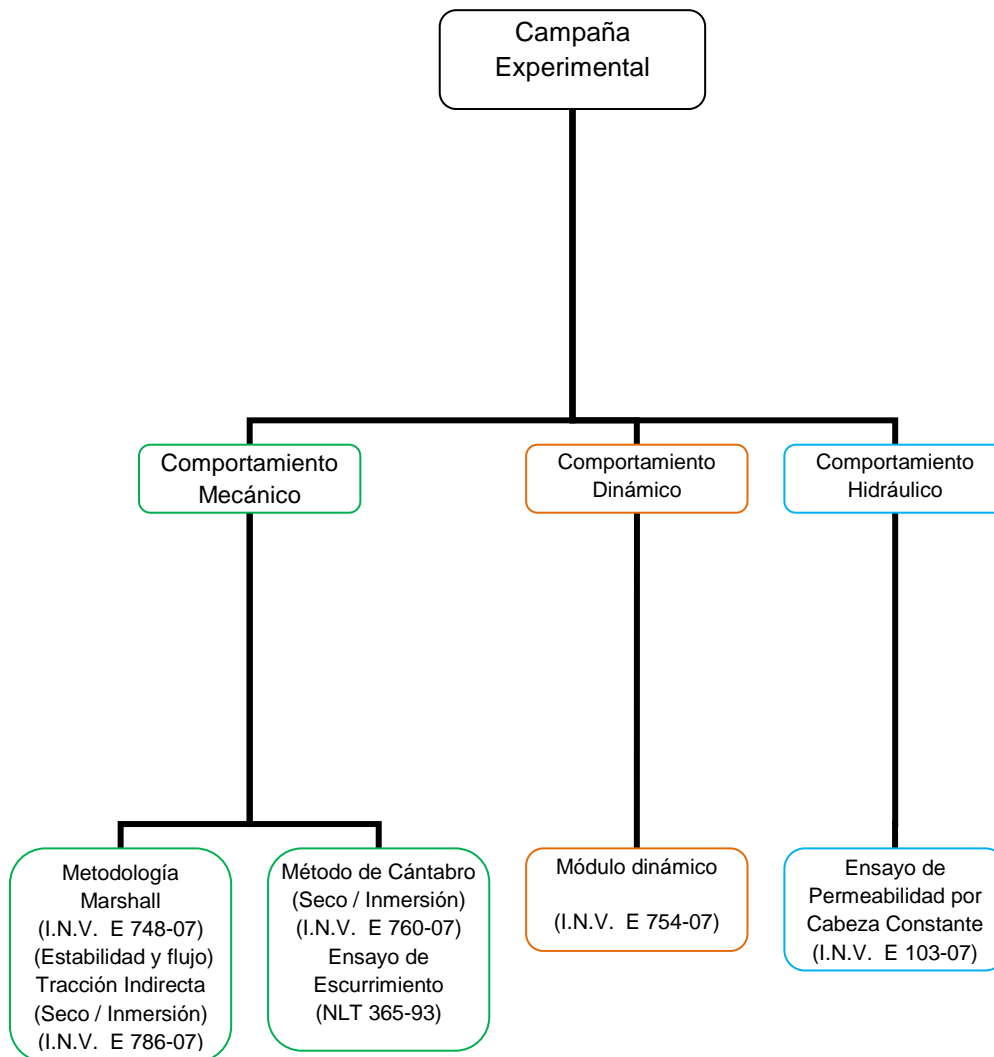 Campaña
Experimental
Comportamiento
Mecánico
Comportamiento
Dinámico
Comportamiento
Hidráulico
Metodología
Marshall
(I.N.V. E 748-07)
(Estabilidad y flujo)
Tracción Indirecta
(Seco / Inmersión)
(I.N.V. E 786-07)
Método de Cántabro
(Seco / Inmersión)
(I.N.V. E 760-07)
Ensayo de
Escurrimiento
(NLT 365-93)
Módulo dinámico
(I.N.V. E 754-07)
Ensayo de
Permeabilidad por
Cabeza Constante
(I.N.V. E 103-07)